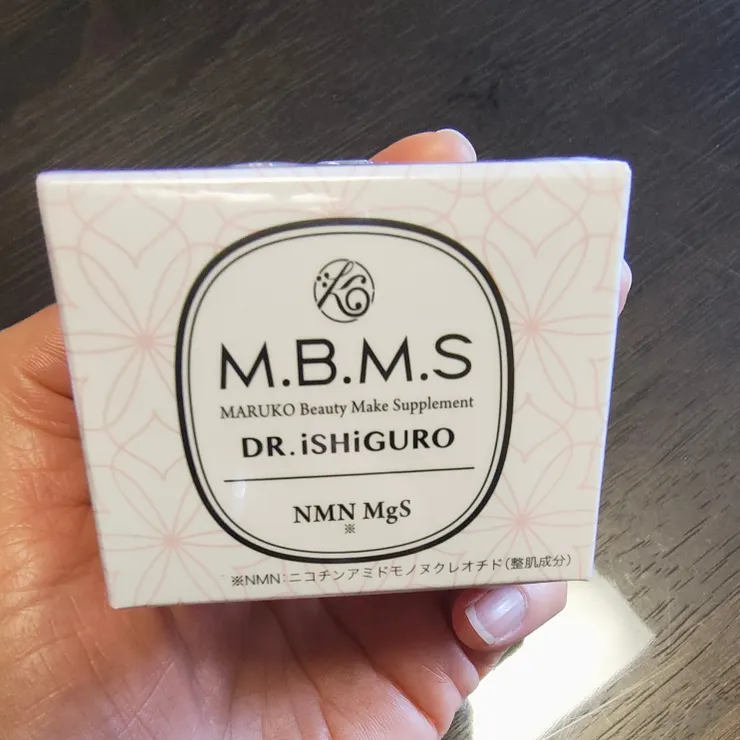 M.B.M.S
MARUKO Beauty Make Supplement
DR.iSHiGURO
NMN MgS
※
※NMN:ニコチンアミドモノヌクレオチド(整肌成分)